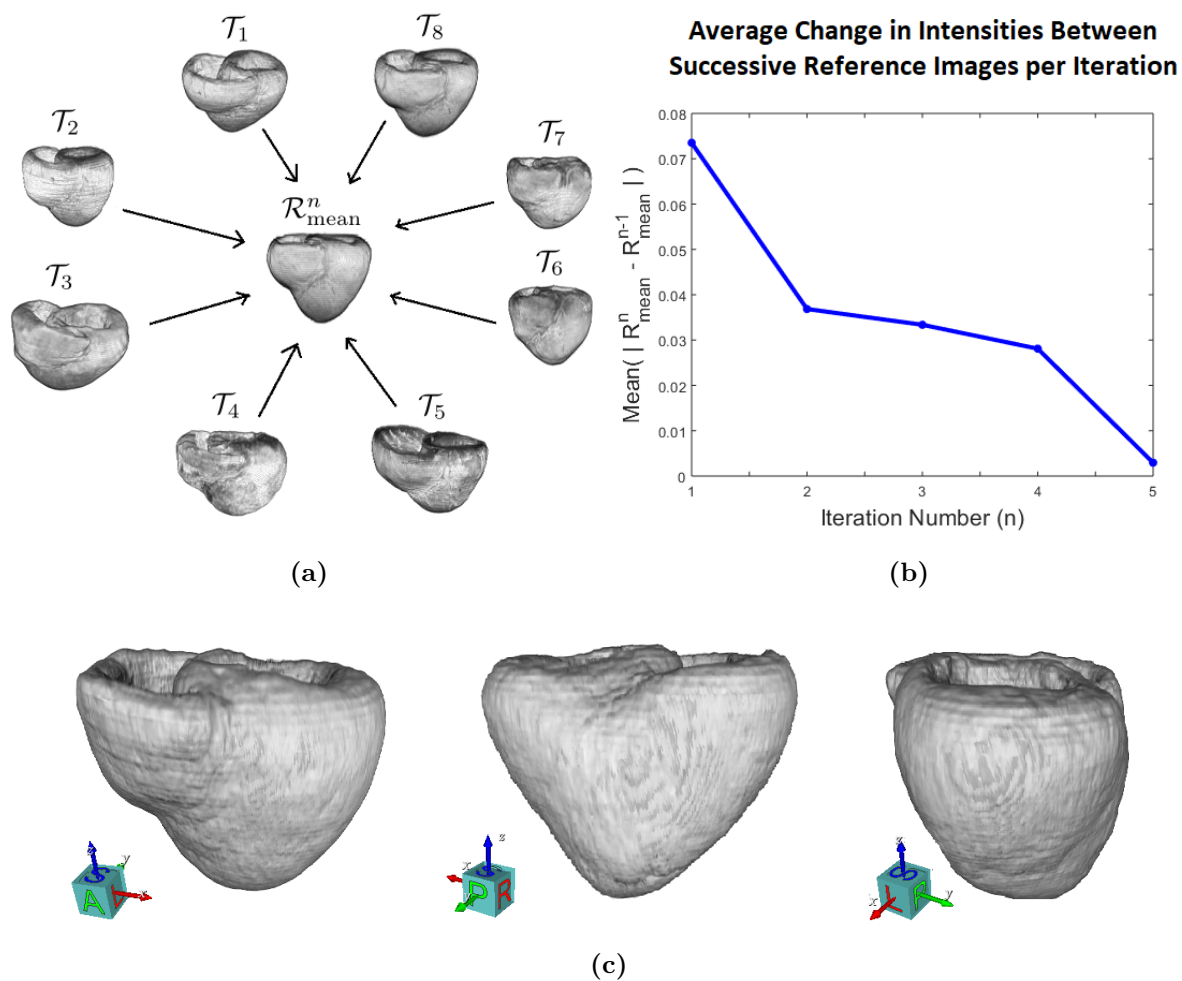 𝒯₁
𝒯₈
𝒯₂
𝒯₇
ℛⁿmean
𝒯₃
𝒯₆
𝒯₄
𝒯₅
(a)
Average Change in Intensities Between
Successive Reference Images per Iteration
Mean( | Rⁿmean - Rⁿ⁻¹mean | )
0.08
0.07
0.06
0.05
0.04
0.03
0.02
0.01
0
1 2 3 4 5
Iteration Number (n)
(b)
z y x
S A L
z x
S P R
z x y
S L P
(c)